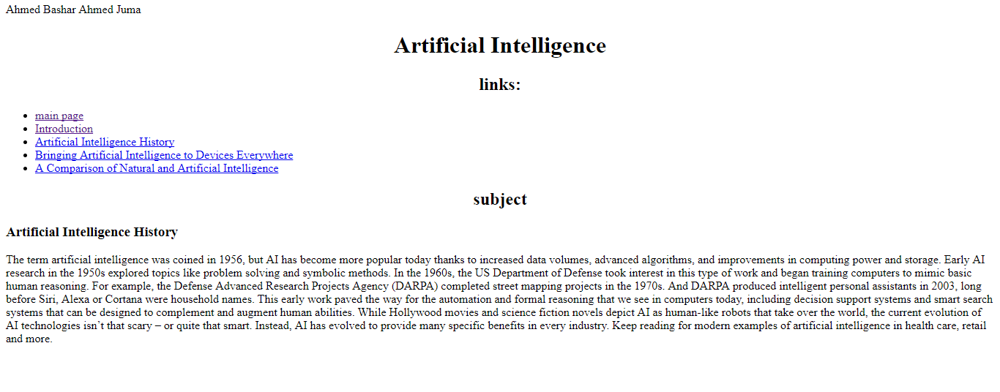 Ahmed Bashar Ahmed Juma
Artificial Intelligence
links:
main page
Introduction
Artificial Intelligence History
Bringing Artificial Intelligence to Devices Everywhere
A Comparison of Natural and Artificial Intelligence
subject
Artificial Intelligence History
The term artificial intelligence was coined in 1956, but AI has become more popular today thanks to increased data volumes, advanced algorithms, and improvements in computing power and storage. Early AI
research in the 1950s explored topics like problem solving and symbolic methods. In the 1960s, the US Department of Defense took interest in this type of work and began training computers to mimic basic
human reasoning. For example, the Defense Advanced Research Projects Agency (DARPA) completed street mapping projects in the 1970s. And DARPA produced intelligent personal assistants in 2003, long
before Siri, Alexa or Cortana were household names. This early work paved the way for the automation and formal reasoning that we see in computers today, including decision support systems and smart search
systems that can be designed to complement and augment human abilities. While Hollywood movies and science fiction novels depict AI as human-like robots that take over the world, the current evolution of
AI technologies isn’t that scary – or quite that smart. Instead, AI has evolved to provide many specific benefits in every industry. Keep reading for modern examples of artificial intelligence in health care, retail
and more.